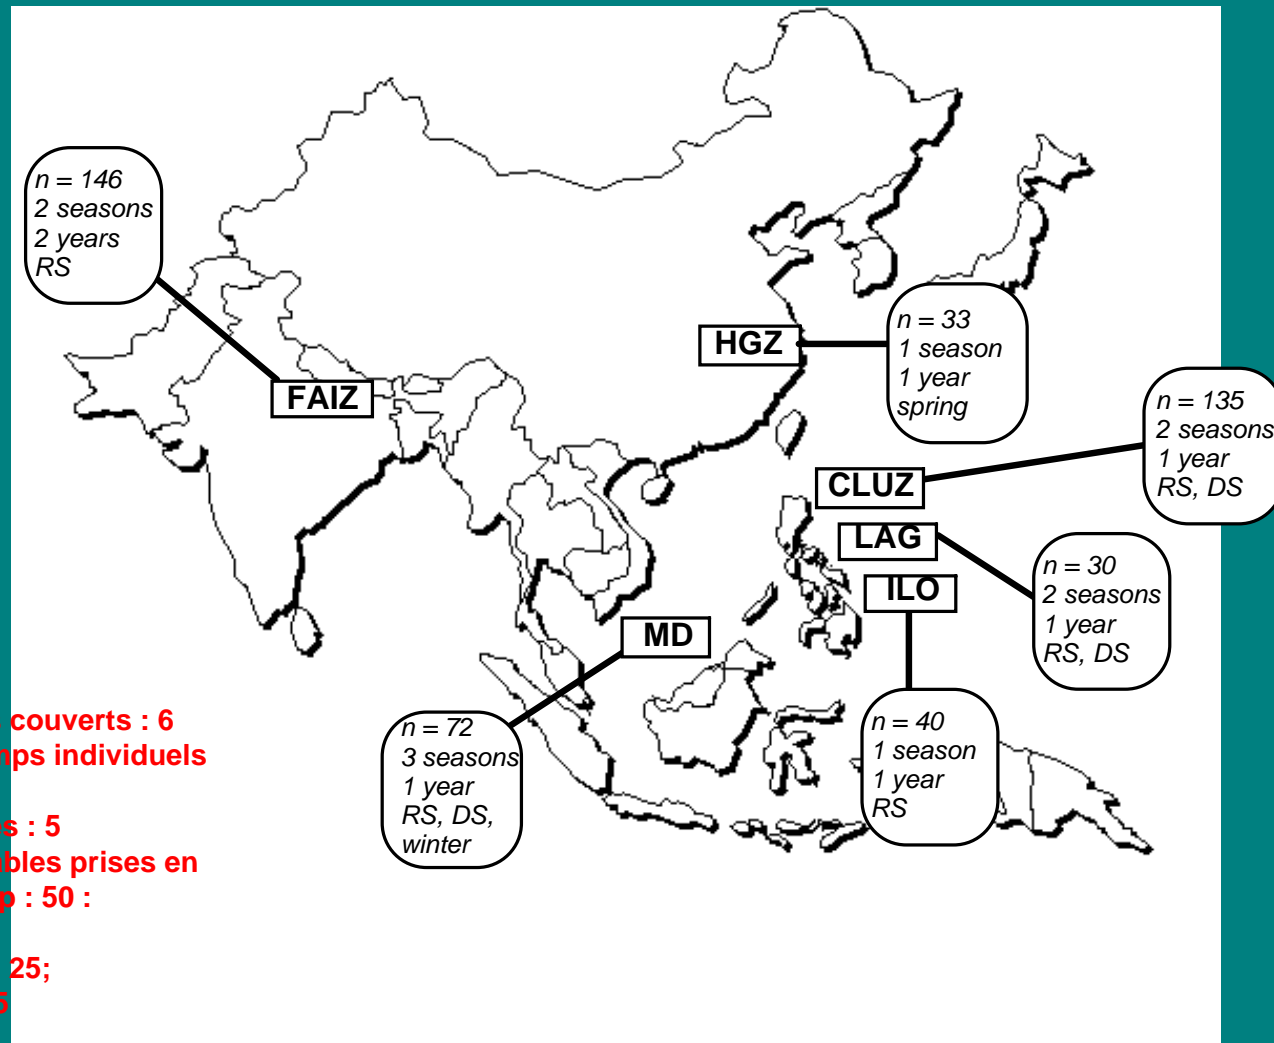 n = 146
2 seasons
2 years
RS
FAIZ
HGZ
n = 33
1 season
1 year
spring
n = 135
2 seasons
1 year
RS, DS
CLUZ
LAG
n = 30
2 seasons
1 year
RS, DS
ILO
n = 40
1 season
1 year
RS
MD
n = 72
3 seasons
1 year
RS, DS,
winter
couverts : 6
individuels
: 5
prises en
: 50 :
25;